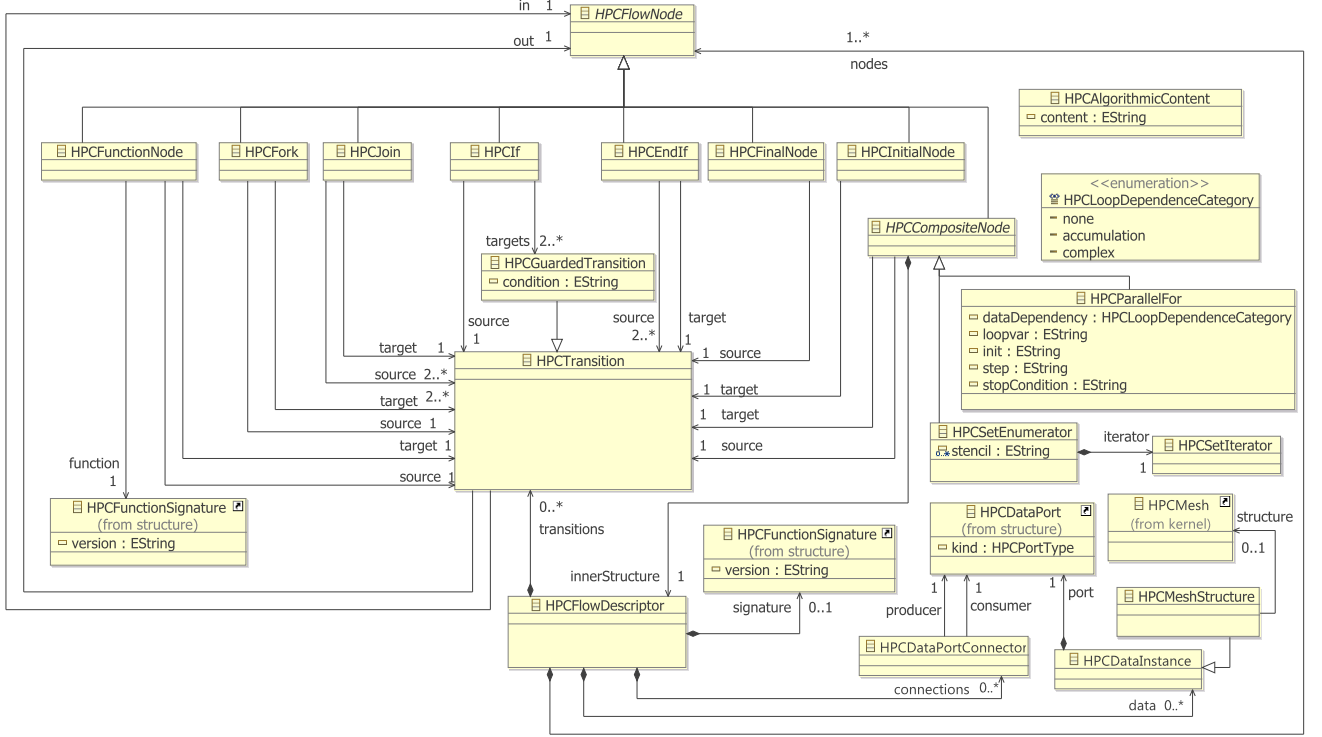 in 1
HPCFlowNode
out 1
1..*
nodes
HPCAlgorithmicContent
content : EString
HPCFunctionNode
HPCFork
HPCJoin
HPCIf
HPCEndIf
HPCFinalNode
HPCInitialNode
<<enumeration>>
HPCLoopDependenceCategory
none
accumulation
complex
HPCCompositeNode
targets 2..*
HPCGuardedTransition
condition : EString
HPCParallelFor
dataDependency : HPCLoopDependenceCategory
loopvar : EString
init : EString
step : EString
stopCondition : EString
source
1
source
2..*
target
1
HPCTransition
target 1
source 2..*
target 2..*
source 1
target 1
source 1
1 source
1 target
1 target
1 source
HPCSetEnumerator
0..* stencil : EString
iterator
1
HPCSetIterator
function
1
HPCFunctionSignature
(from structure)
version : EString
0..*
transitions
HPCFunctionSignature
(from structure)
version : EString
HPCDataPort
(from structure)
kind : HPCPortType
HPCMesh
(from kernel)
structure
0..1
innerStructure 1
HPCFlowDescriptor
signature 0..1
1
producer
1
consumer
1
port
HPCMeshStructure
HPCDataPortConnector
HPCDataInstance
connections 0..*
data 0..*